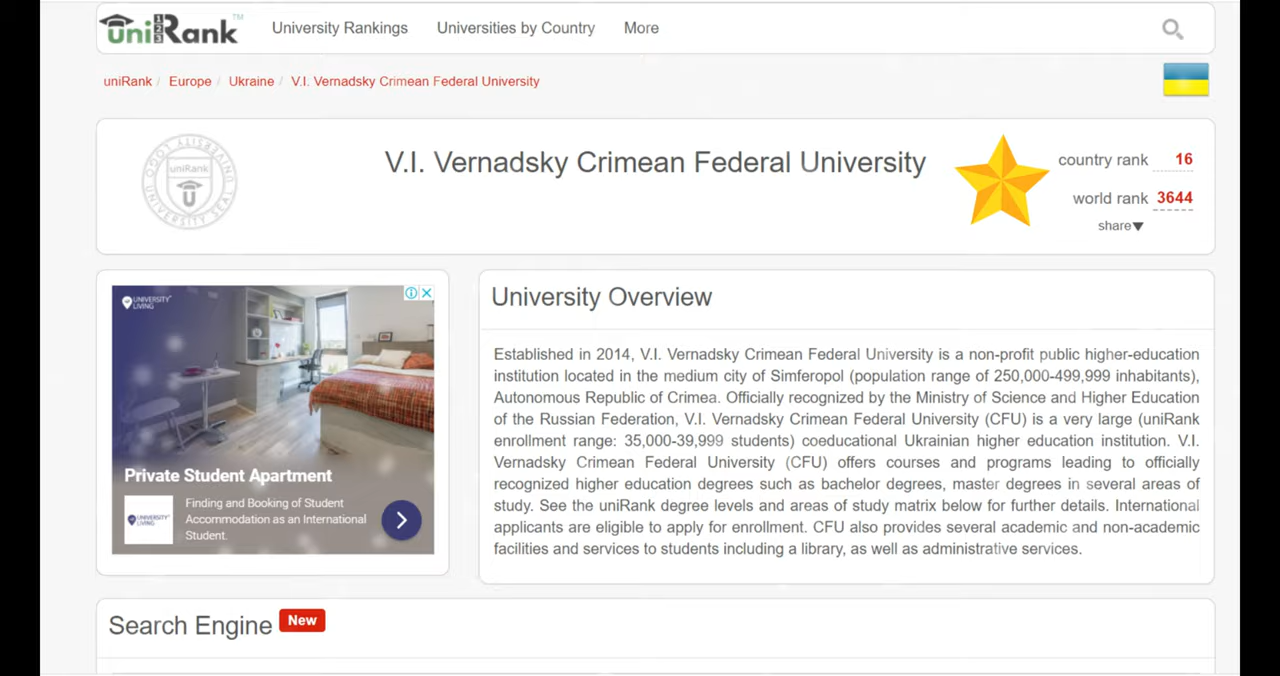 uniRank™
University Rankings
Universities by Country
More
uniRank / Europe / Ukraine / V.I. Vernadsky Crimean Federal University
UNIVERSITY LOGO
uniRank
U
UNIVERSITY SEAL
V.I. Vernadsky Crimean Federal University
country rank 16
world rank 3644
share▼
UNIVERSITY LIVING
Private Student Apartment
UNIVERSITY LIVING
Finding and Booking of Student
Accommodation as an International
Student.
University Overview
Established in 2014, V.I. Vernadsky Crimean Federal University is a non-profit public higher-education
institution located in the medium city of Simferopol (population range of 250,000-499,999 inhabitants),
Autonomous Republic of Crimea. Officially recognized by the Ministry of Science and Higher Education
of the Russian Federation, V.I. Vernadsky Crimean Federal University (CFU) is a very large (uniRank
enrollment range: 35,000-39,999 students) coeducational Ukrainian higher education institution. V.I.
Vernadsky Crimean Federal University (CFU) offers courses and programs leading to officially
recognized higher education degrees such as bachelor degrees, master degrees in several areas of
study. See the uniRank degree levels and areas of study matrix below for further details. International
applicants are eligible to apply for enrollment. CFU also provides several academic and non-academic
facilities and services to students including a library, as well as administrative services.
Search Engine New